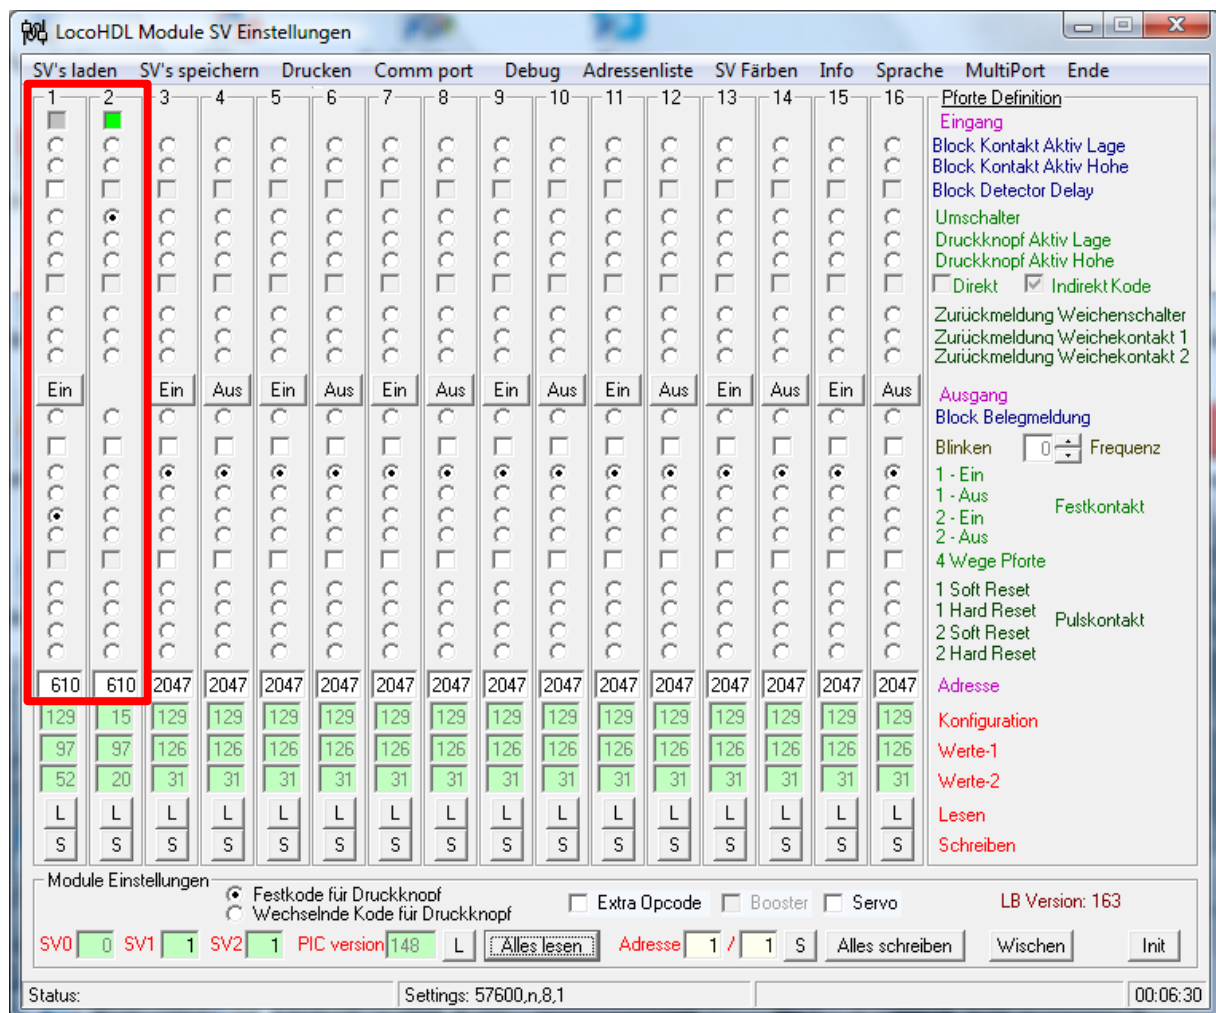 LocoHDL Module SV Einstellungen
SV's laden SV's speichern Drucken Comm port Debug Adressenliste SV Färben Info Sprache MultiPort Ende
1 2 3 4 5 6 7 8 9 10 11 12 13 14 15 16 Pforte Definition
Eingang
Block Kontakt Aktiv Lage
Block Kontakt Aktiv Hohe
Block Detector Delay
Umschalter
Druckknopf Aktiv Lage
Druckknopf Aktiv Hohe
Direkt Indirekt Kode
Zurückmeldung Weichenschalter
Zurückmeldung Weichekontakt 1
Zurückmeldung Weichekontakt 2
Ein Ein Aus Ein Aus Ein Aus Ein Aus Ein Aus Ein Aus Ein Aus Ausgang
Block Belegmeldung
Blinken 0 Frequenz
1 - Ein
1 - Aus
2 - Ein Festkontakt
2 - Aus
4 Wege Pforte
1 Soft Reset
1 Hard Reset
2 Soft Reset Pulskontakt
2 Hard Reset
610 610 2047 2047 2047 2047 2047 2047 2047 2047 2047 2047 2047 2047 2047 2047 Adresse
129 15 129 129 129 129 129 129 129 129 129 129 129 129 129 129 Konfiguration
97 97 126 126 126 126 126 126 126 126 126 126 126 126 126 126 Werte-1
52 20 31 31 31 31 31 31 31 31 31 31 31 31 31 31 Werte-2
L L L L L L L L L L L L L L L L Lesen
S S S S S S S S S S S S S S S S Schreiben
Module Einstellungen
Festkode für Druckknopf
Wechselnde Kode für Druckknopf
Extra Opcode Booster Servo LB Version: 163
SV0 0 SV1 1 SV2 1 PIC version 148 L Alles lesen Adresse 1 / 1 S Alles schreiben Wischen Init
Status: Settings: 57600,n,8,1 00:06:30